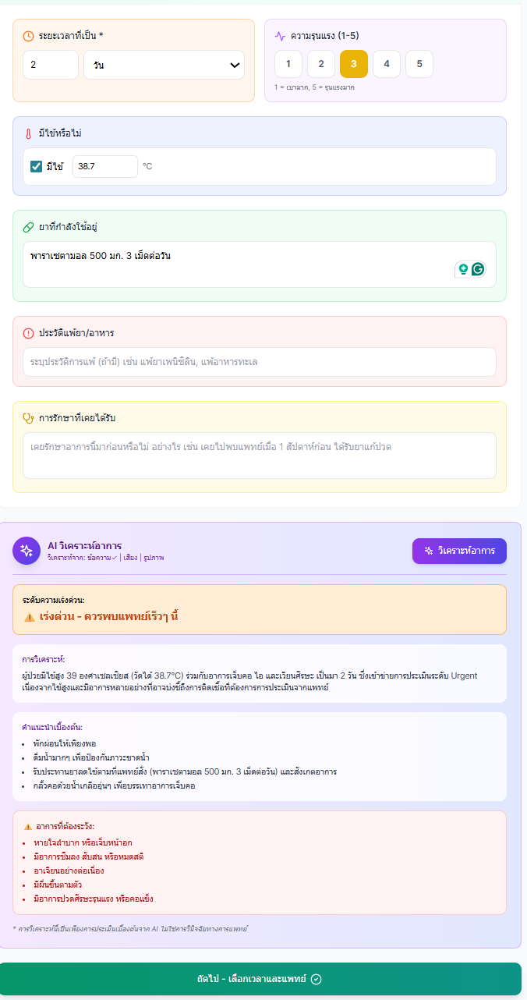 ระยะเวลาที่เป็น *
2
วัน
ความรุนแรง (1-5)
1 2 3 4 5
1 = เบามาก, 5 = รุนแรงมาก
มีไข้หรือไม่
มีไข้ 38.7 °C
ยาที่กำลังใช้อยู่
พาราเซตามอล 500 มก. 3 เม็ดต่อวัน
ประวัติแพ้ยา/อาหาร
ระบุประวัติการแพ้ (ถ้ามี) เช่น แพ้ยาเพนิซิลิน, แพ้อาหารทะเล
การรักษาที่เคยได้รับ
เคยรักษาอาการนี้มาก่อนหรือไม่ อย่างไร เช่น เคยไปพบแพทย์เมื่อ 1 สัปดาห์ก่อน ได้รับยาแก้ปวด
AI วิเคราะห์อาการ
วิเคราะห์จาก: ข้อความ✓ | เสียง | รูปภาพ
วิเคราะห์อาการ
ระดับความเร่งด่วน:
เร่งด่วน - ควรพบแพทย์เร็วๆ นี้
การวิเคราะห์:
ผู้ป่วยมีไข้สูง 39 องศาเซลเซียส (วัดได้ 38.7°C) ร่วมกับอาการเจ็บคอ ไอ และเวียนศีรษะ เป็นมา 2 วัน ซึ่งเข้าข่ายการประเมินระดับ Urgent
เนื่องจากไข้สูงและมีอาการหลายอย่างที่อาจบ่งชี้ถึงการติดเชื้อที่ต้องการการประเมินจากแพทย์
คำแนะนำเบื้องต้น:
• พักผ่อนให้เพียงพอ
• ดื่มน้ำมากๆ เพื่อป้องกันภาวะขาดน้ำ
• รับประทานยาลดไข้ตามที่แพทย์สั่ง (พาราเซตามอล 500 มก. 3 เม็ดต่อวัน) และสังเกตอาการ
• กลั้วคอด้วยน้ำเกลืออุ่นๆ เพื่อบรรเทาอาการเจ็บคอ
อาการที่ต้องระวัง:
• หายใจลำบาก หรือเจ็บหน้าอก
• มีอาการซึมลง สับสน หรือหมดสติ
• อาเจียนอย่างต่อเนื่อง
• มีผื่นขึ้นตามตัว
• มีอาการปวดศีรษะรุนแรง หรือคอแข็ง
* การวิเคราะห์นี้เป็นเพียงการประเมินเบื้องต้นจาก AI ไม่ใช่การวินิจฉัยทางการแพทย์
ถัดไป - เลือกเวลาและแพทย์